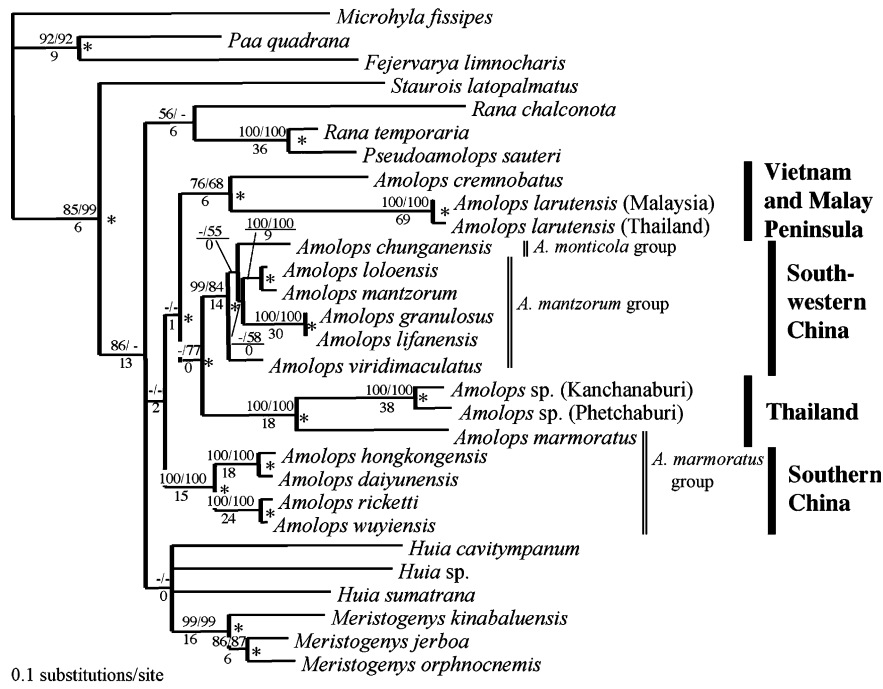 Microhyla fissipes
92/92
9
*
Paa quadrana
Fejervarya limnocharis
Staurois latopalmatus
56/ -
6
Rana chalconota
100/100
36
*
Rana temporaria
Pseudoamolops sauteri
85/99
6
*
76/68
6
*
Amolops cremnobatus
100/100
69
*
Amolops larutensis (Malaysia)
Amolops larutensis (Thailand)
Vietnam
and Malay
Peninsula
-/55
0
100/100
9
Amolops chunganensis
A. monticola group
Amolops loloensis
*
Amolops mantzorum
99/84
14
*
A. mantzorum group
100/100
30
*
Amolops granulosus
Amolops lifanensis
-/58
0
Amolops viridimaculatus
South-
western
China
-/-
1
*
-/77
0
*
86/ -
13
-/-
2
100/100
18
*
100/100
38
*
Amolops sp. (Kanchanaburi)
Amolops sp. (Phetchaburi)
Amolops marmoratus
Thailand
A. marmoratus
group
100/100
15
*
100/100
18
*
Amolops hongkongensis
Amolops daiyunensis
100/100
24
*
Amolops ricketti
Amolops wuyiensis
Southern
China
-/-
0
Huia cavitympanum
Huia sp.
Huia sumatrana
99/99
16
*
Meristogenys kinabaluensis
86/87
6
*
Meristogenys jerboa
Meristogenys orphnocnemis
0.1 substitutions/site